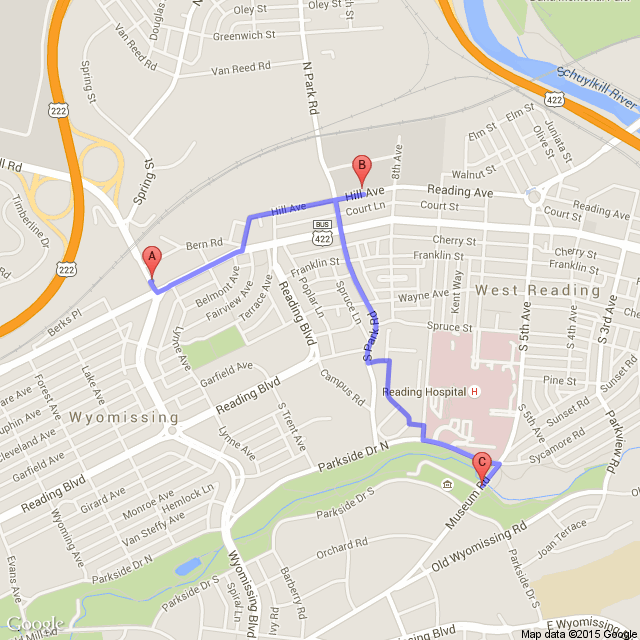 Oley St
Oley St
Douglas St
Greenwich St
Van Reed Rd
Van Reed Rd
N Park Rd
Spring St
222
422
Schuylkill River
Elm St
Elm St
Juniata St
Olive St
Walnut St
8th Ave
B
Hill Ave
Reading Ave
Court St
Court Ln
Court St
Reading Ave
Spring St
222
Timberline Dr
222
Hill Ave
Bern Rd
BUS
422
Cherry St
Franklin St
Cherry St
Franklin St
A
Belmont Ave
Fairview Ave
Terrace Ave
Franklin St
Poplar Ln
Spruce Ln
Wayne Ave
Kent Way
West Reading
Reading Blvd
Spruce St
S 5th Ave
S 4th Ave
S 3rd Ave
Berks Pl
Lynne Ave
S Park Rd
Garfield Ave
Lake Ave
Forest Ave
Campus Rd
Reading Hospital H
Pine St
Sunset Rd
Sunset Rd
Wyomissing
Reading Blvd
S Trent Ave
S 5th Ave
Sycamore Rd
Parkview Rd
Cleveland Ave
Garfield Ave
Lynne Ave
Parkside Dr N
C
Reading Blvd
Girard Ave
Monroe Ave
Hemlock Ln
Van Steffy Ave
Wyoming Ave
Parkside Dr S
Museum Rd
Old Wyomissing Rd
Joan Terrace
Orchard Rd
Parkside Dr N
Parkside Dr S
Evans Ave
Wyomissing Blvd
Barberry Rd
Spiral Ln
Ivy Rd
E Wyomissing
Google
Map data ©2015 Google